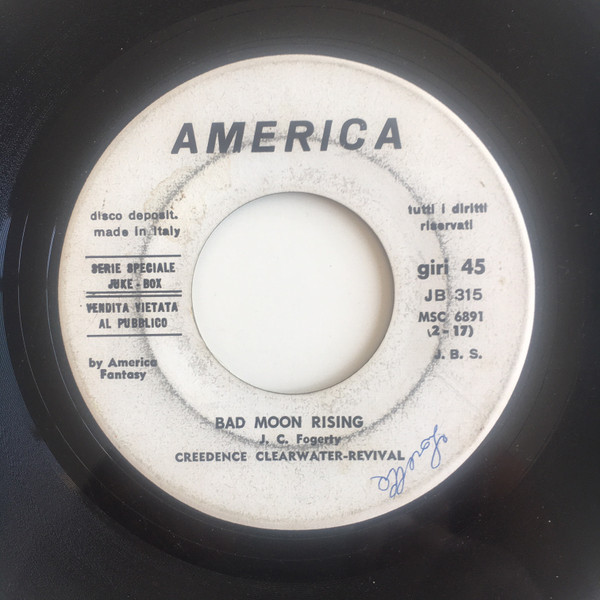 AMERICA
disco deposit.
made in Italy
SERIE SPECIALE
JUKE-BOX
VENDITA VIETATA
AL PUBBLICO
by America
Fantasy
tutti i diritti
riservati
giri 45
JB 315
MSC 6891
(2-17)
J. B. S.
BAD MOON RISING
J. C. Fogerty
CREEDENCE CLEARWATER-REVIVAL